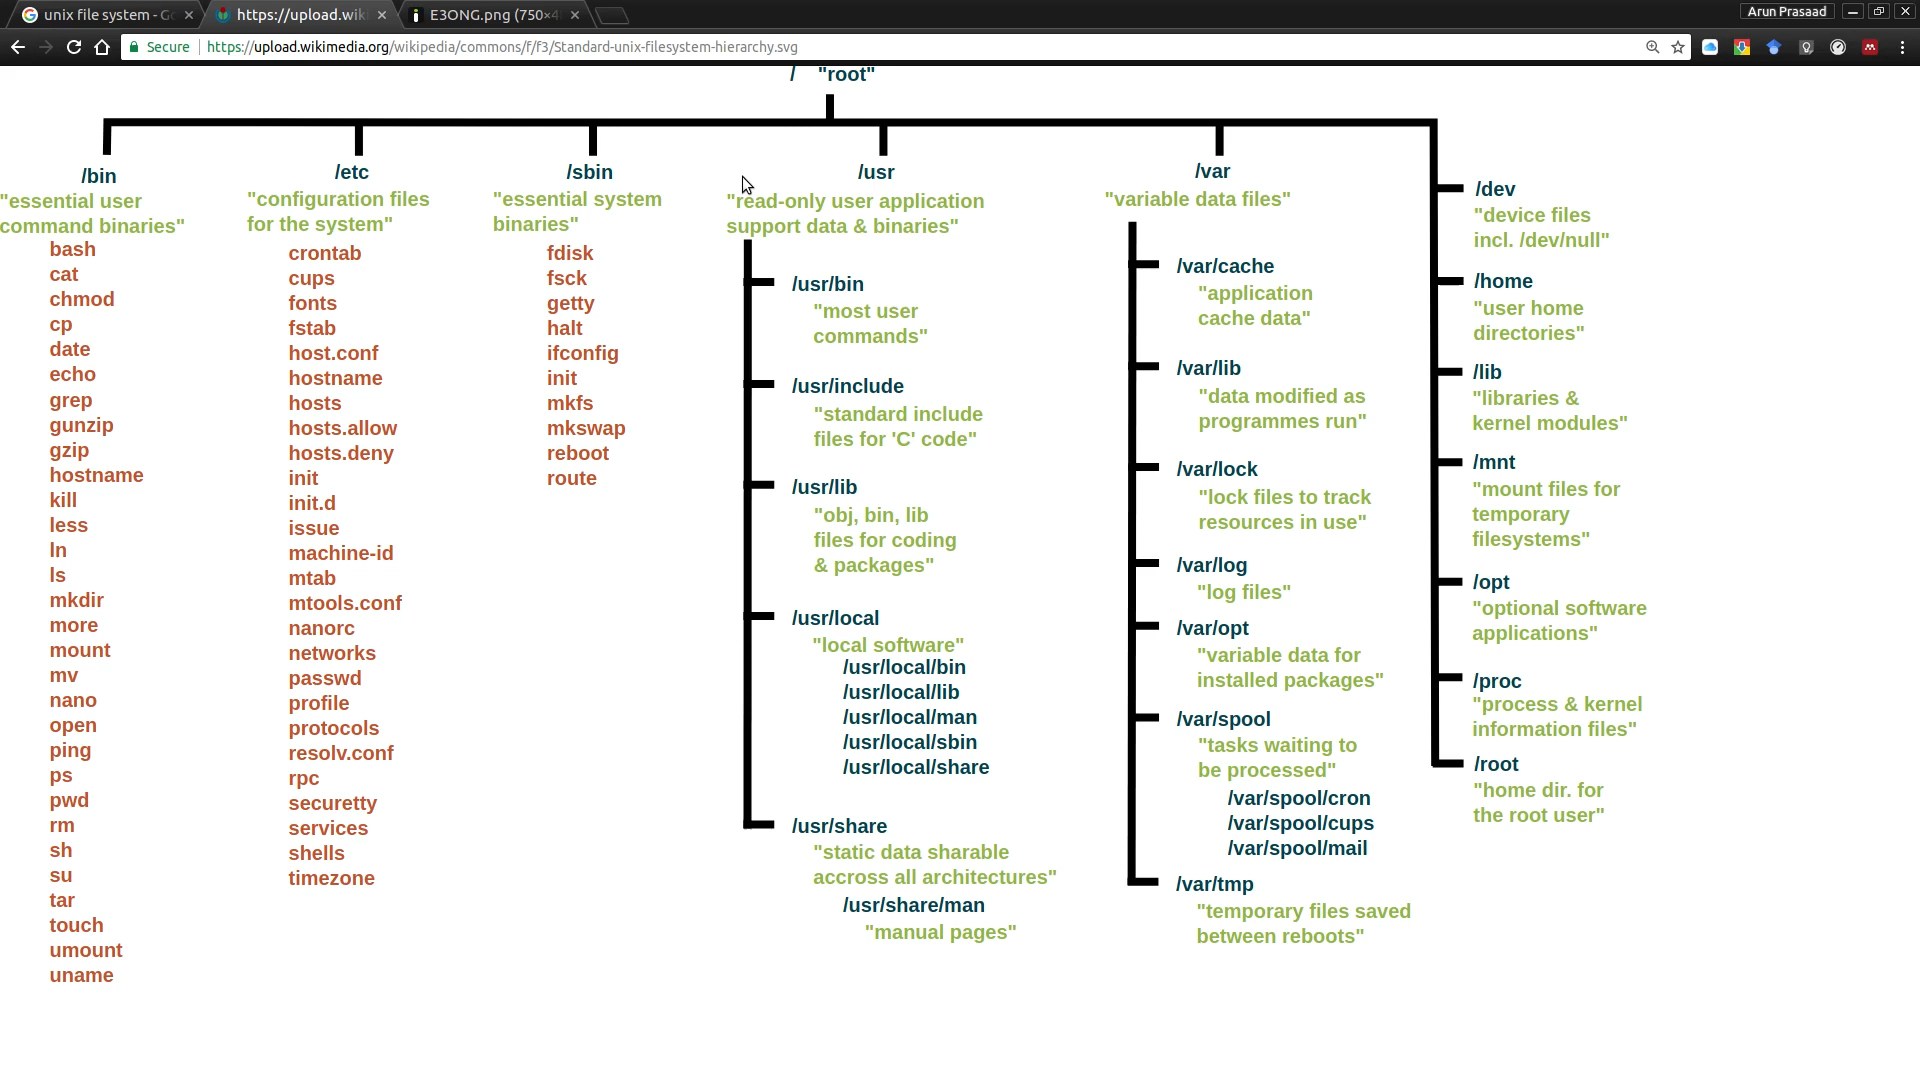 unix file system - Go
https://upload.wiki
E3ONG.png (750×4
Arun Prasaad
Secure
https://upload.wikimedia.org/wikipedia/commons/f/f3/Standard-unix-filesystem-hierarchy.svg
/ "root"
/bin
"essential user
command binaries"
bash
cat
chmod
cp
date
echo
grep
gunzip
gzip
hostname
kill
less
ln
ls
mkdir
more
mount
mv
nano
open
ping
ps
pwd
rm
sh
su
tar
touch
umount
uname
/etc
"configuration files
for the system"
crontab
cups
fonts
fstab
host.conf
hostname
hosts
hosts.allow
hosts.deny
init
init.d
issue
machine-id
mtab
mtools.conf
nanorc
networks
passwd
profile
protocols
resolv.conf
rpc
securetty
services
shells
timezone
/sbin
"essential system
binaries"
fdisk
fsck
getty
halt
ifconfig
init
mkfs
mkswap
reboot
route
/usr
"read-only user application
support data & binaries"
/usr/bin
"most user
commands"
/usr/include
"standard include
files for 'C' code"
/usr/lib
"obj, bin, lib
files for coding
& packages"
/usr/local
"local software"
/usr/local/bin
/usr/local/lib
/usr/local/man
/usr/local/sbin
/usr/local/share
/usr/share
"static data sharable
accross all architectures"
/usr/share/man
"manual pages"
/var
"variable data files"
/var/cache
"application
cache data"
/var/lib
"data modified as
programmes run"
/var/lock
"lock files to track
resources in use"
/var/log
"log files"
/var/opt
"variable data for
installed packages"
/var/spool
"tasks waiting to
be processed"
/var/spool/cron
/var/spool/cups
/var/spool/mail
/var/tmp
"temporary files saved
between reboots"
/dev
"device files
incl. /dev/null"
/home
"user home
directories"
/lib
"libraries &
kernel modules"
/mnt
"mount files for
temporary
filesystems"
/opt
"optional software
applications"
/proc
"process & kernel
information files"
/root
"home dir. for
the root user"